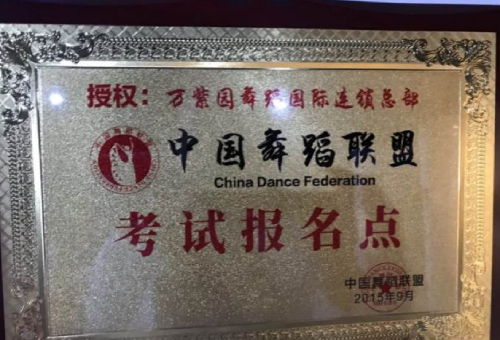 授权：万紫园舞蹈国际连锁总部
中国舞蹈联盟
China Dance Federation
考试报名点
中国舞蹈联盟
2015年9月